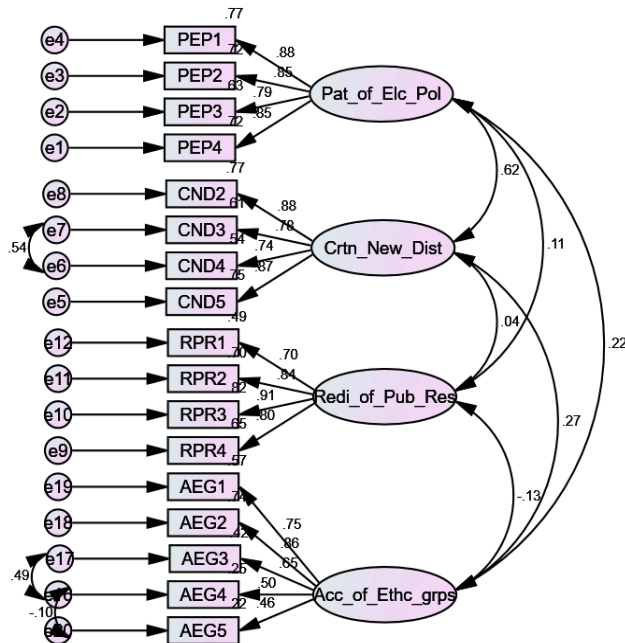 .77
e4 PEP1 .88
.72
e3 PEP2 .85
.63
e2 PEP3 .79
.72
e1 PEP4 .85
Pat_of_Elc_Pol
.77
e8 CND2 .88
.61
e7 CND3 .78
.54
e6 CND4 .74
.75
e5 CND5 .87
Crtn_New_Dist
.54
.49
e12 RPR1 .70
.70
e11 RPR2 .84
.82
e10 RPR3 .91
.65
e9 RPR4 .80
Redi_of_Pub_Res
.57
e19 AEG1 .75
.74
e18 AEG2 .86
.42
e17 AEG3 .65
.25
AEG4 .50
.22
AEG5 .46
Acc_of_Ethc_grps
.49
-.10
.62
.11
.22
.04
.27
-.13